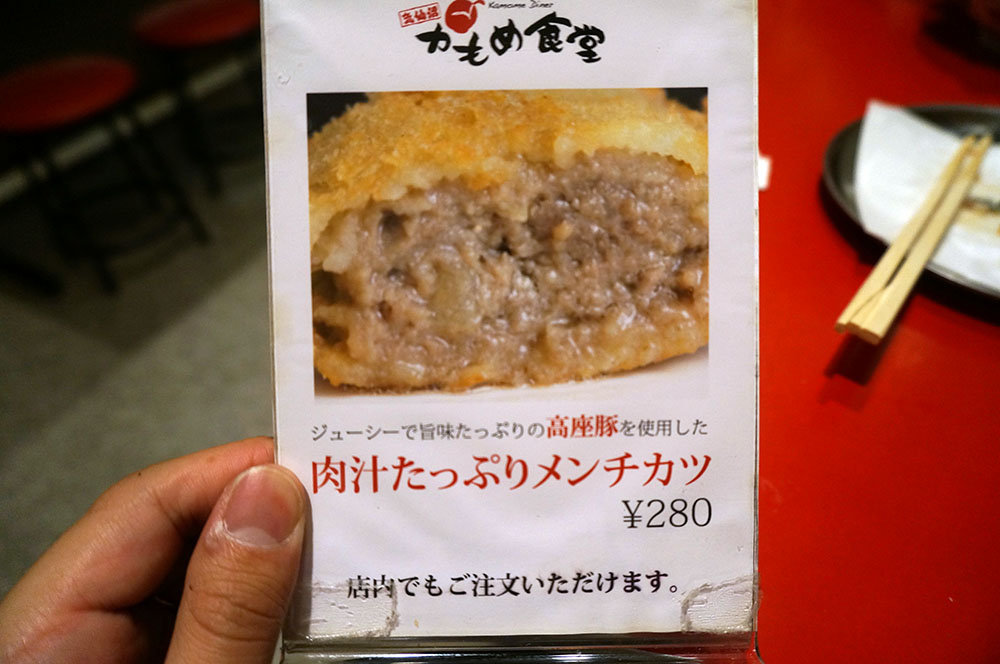 気仙沼
Kamome Diner
かもめ食堂
ジューシーで旨味たっぷりの高座豚を使用した
肉汁たっぷりメンチカツ
¥280
店内でもご注文いただけます。